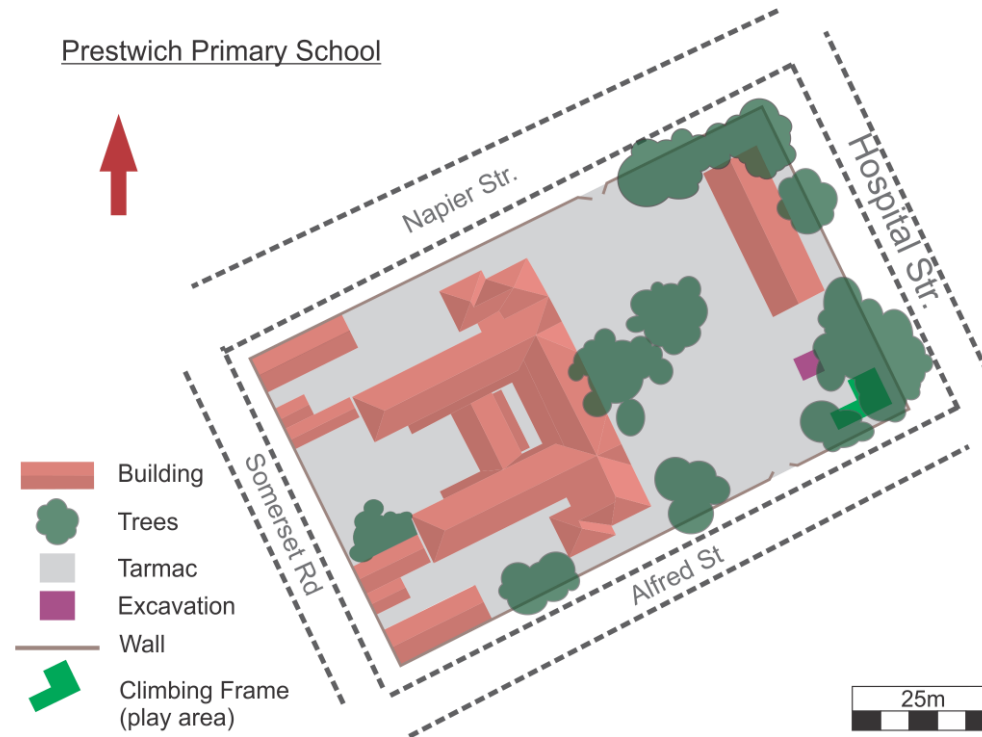 Prestwich Primary School
Napier Str.
Hospital Str.
Somerset Rd
Alfred St
Building
Trees
Tarmac
Excavation
Wall
Climbing Frame
(play area)
25m